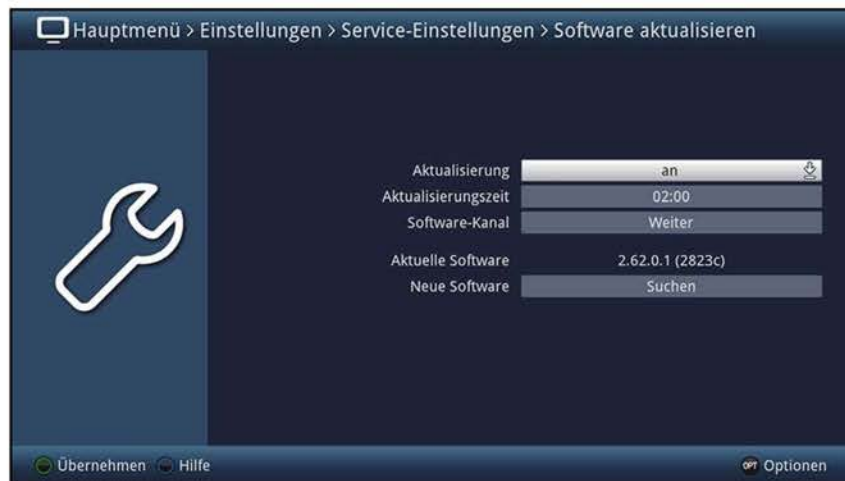 Hauptmenü > Einstellungen > Service-Einstellungen > Software aktualisieren
Aktualisierung an
Aktualisierungszeit 02:00
Software-Kanal Weiter
Aktuelle Software 2.62.0.1 (2823c)
Neue Software Suchen
Übernehmen Hilfe OPT Optionen